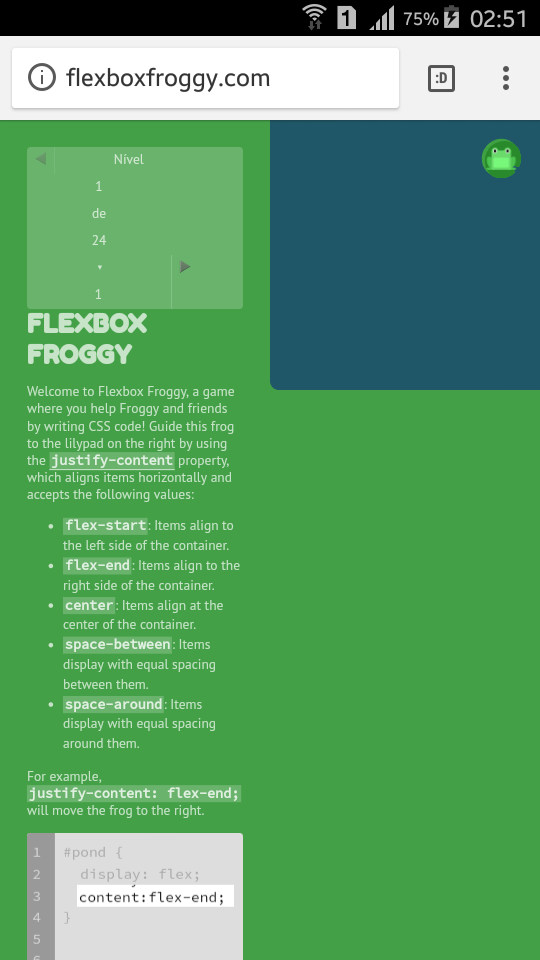 1 75% 02:51
flexboxfroggy.com :D
Nível
1
de
24
▾
1
FLEXBOX
FROGGY
Welcome to Flexbox Froggy, a game
where you help Froggy and friends
by writing CSS code! Guide this frog
to the lilypad on the right by using
the justify-content property,
which aligns items horizontally and
accepts the following values:
• flex-start: Items align to
the left side of the container.
• flex-end: Items align to the
right side of the container.
• center: Items align at the
center of the container.
• space-between: Items
display with equal spacing
between them.
• space-around: Items
display with equal spacing
around them.
For example,
justify-content: flex-end;
will move the frog to the right.
1 #pond {
2 display: flex;
3 content:flex-end;
4 }
5
6